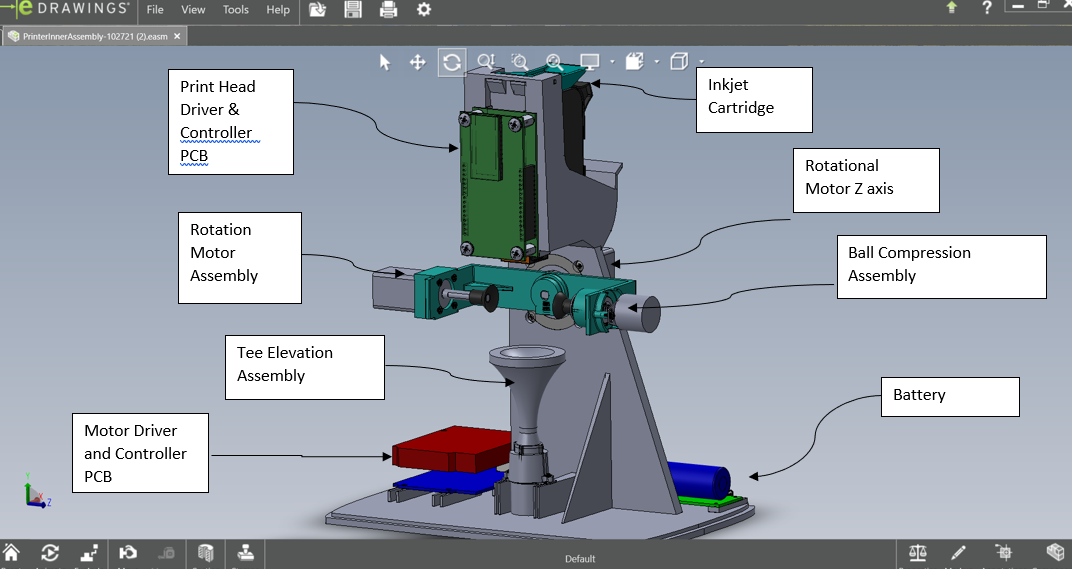 eDRAWINGS®
File View Tools Help
PrinterInnerAssembly-102721 (2).easm
Print Head
Driver &
Controller
PCB
Inkjet
Cartridge
Rotational
Motor Z axis
Rotation
Motor
Assembly
Ball Compression
Assembly
Tee Elevation
Assembly
Battery
Motor Driver
and Controller
PCB
Y
X
Z
Default